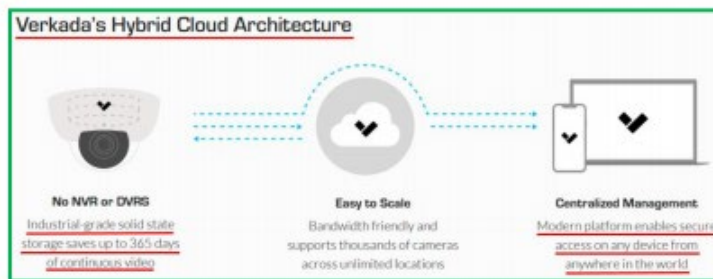 Verkada's Hybrid Cloud Architecture
No NVR or DVRS
Industrial-grade solid state
storage saves up to 365 days
of continuous video
Easy to Scale
Bandwidth friendly and
supports thousands of cameras
across unlimited locations
Centralized Management
Modern platform enables secure
access on any device from
anywhere in the world